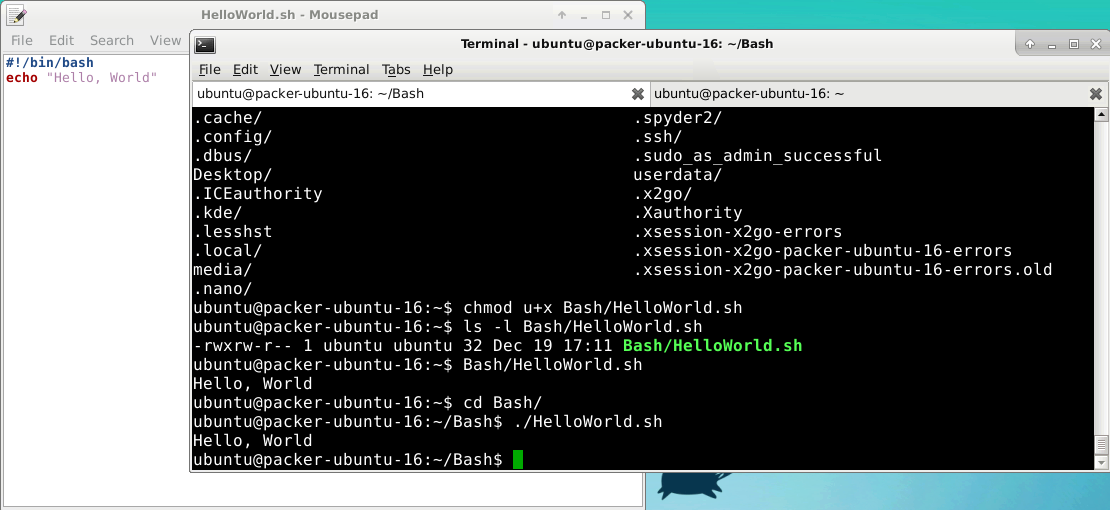 HelloWorld.sh - Mousepad
File Edit Search View
#!/bin/bash
echo "Hello, World"
Terminal - ubuntu@packer-ubuntu-16: ~/Bash
File Edit View Terminal Tabs Help
ubuntu@packer-ubuntu-16: ~/Bash ubuntu@packer-ubuntu-16: ~
.cache/ .spyder2/
.config/ .ssh/
.dbus/ .sudo_as_admin_successful
Desktop/ userdata/
.ICEauthority .x2go/
.kde/ .Xauthority
.lesshst .xsession-x2go-errors
.local/ .xsession-x2go-packer-ubuntu-16-errors
media/ .xsession-x2go-packer-ubuntu-16-errors.old
.nano/
ubuntu@packer-ubuntu-16:~$ chmod u+x Bash/HelloWorld.sh
ubuntu@packer-ubuntu-16:~$ ls -l Bash/HelloWorld.sh
-rwxrw-r-- 1 ubuntu ubuntu 32 Dec 19 17:11 Bash/HelloWorld.sh
ubuntu@packer-ubuntu-16:~$ Bash/HelloWorld.sh
Hello, World
ubuntu@packer-ubuntu-16:~$ cd Bash/
ubuntu@packer-ubuntu-16:~/Bash$ ./HelloWorld.sh
Hello, World
ubuntu@packer-ubuntu-16:~/Bash$